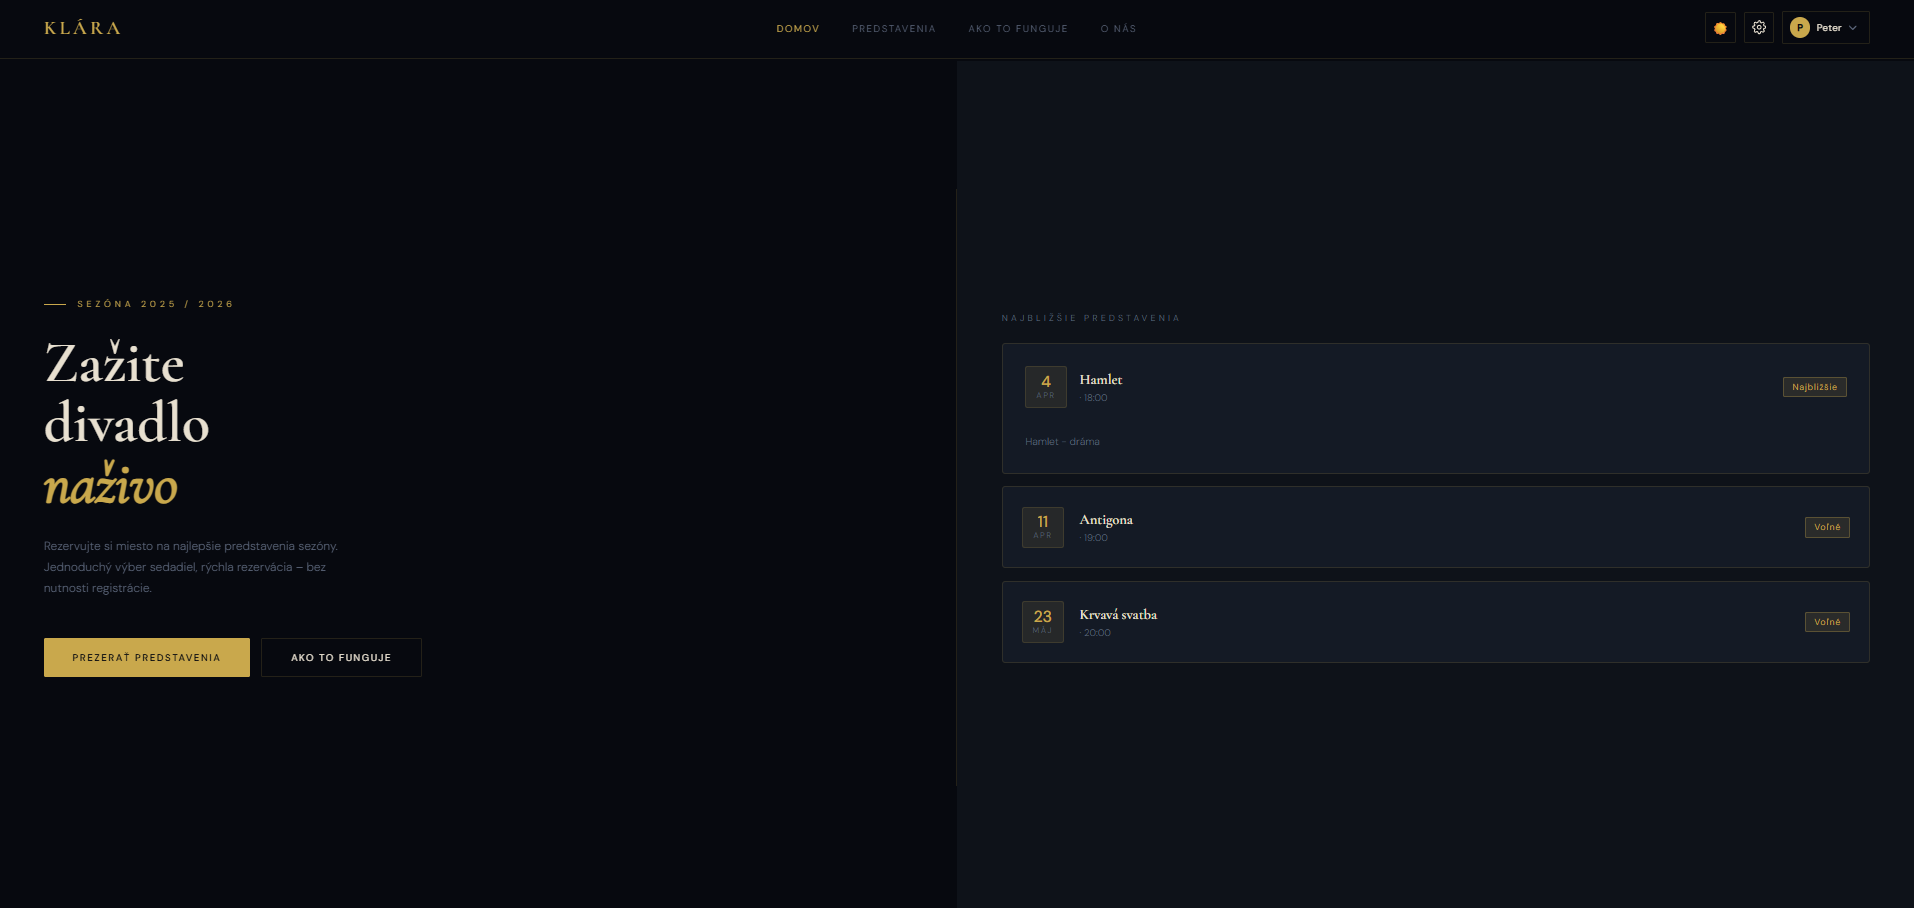 KLÁRA
DOMOV
PREDSTAVENIA
AKO TO FUNGUJE
O NÁS
P
Peter
SEZÓNA 2025 / 2026
Zažite
divadlo
naživo
Rezervujte si miesto na najlepšie predstavenia sezóny.
Jednoduchý výber sedadiel, rýchla rezervácia – bez
nutnosti registrácie.
PREZERAŤ PREDSTAVENIA
AKO TO FUNGUJE
NAJBLIŽŠIE PREDSTAVENIA
4
APR
Hamlet
· 18:00
Najbližšie
Hamlet - dráma
11
APR
Antigona
· 19:00
Voľné
23
MÁJ
Krvavá svatba
· 20:00
Voľné